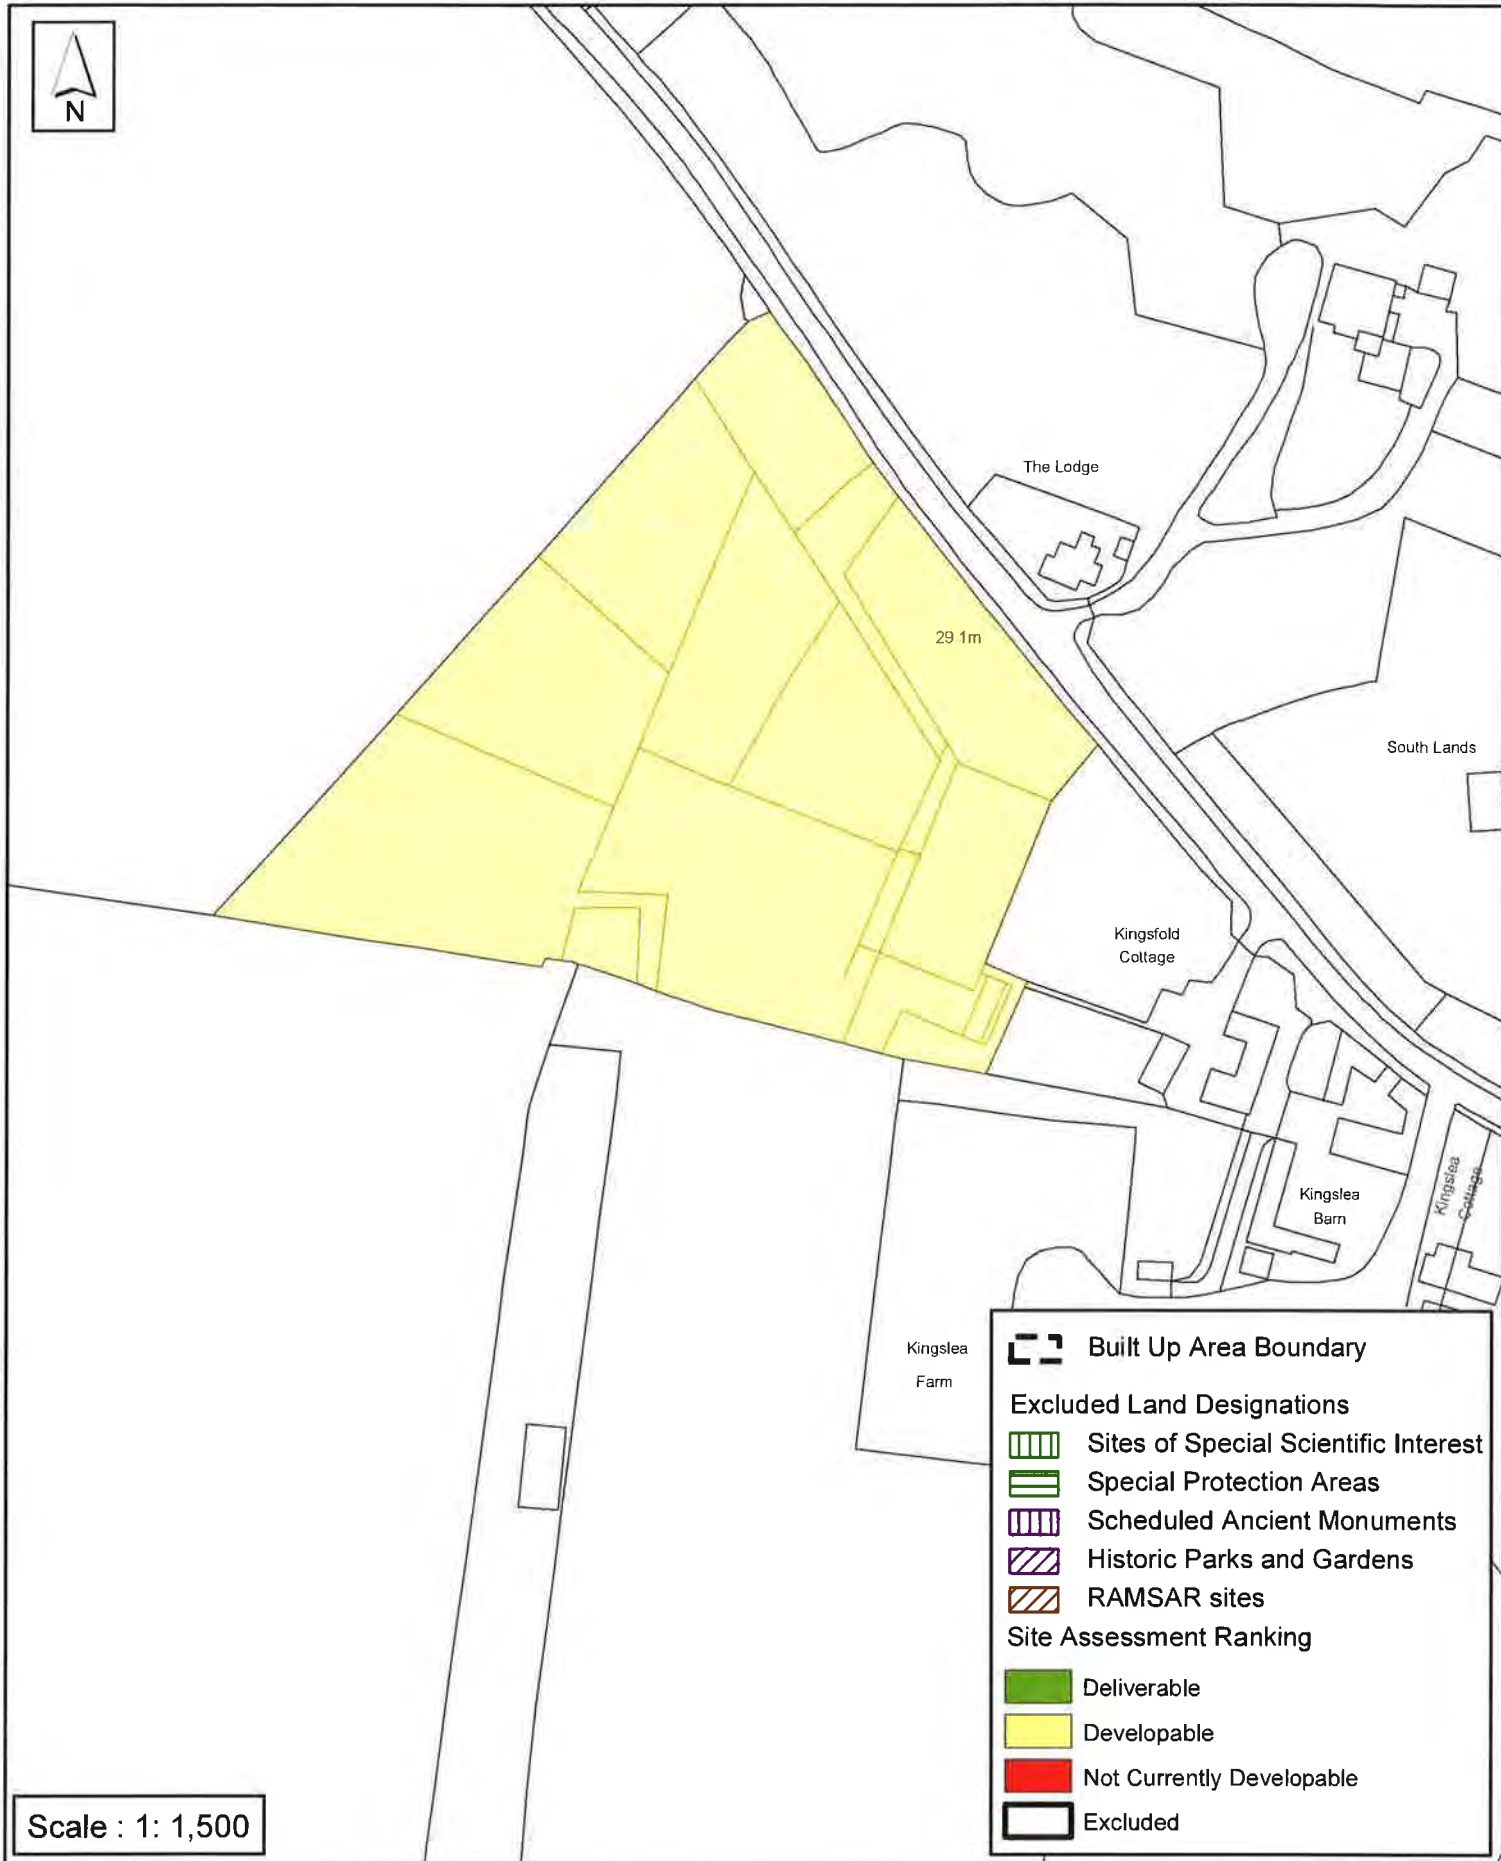 N
The Lodge
29 1m
South Lands
Kingsfold
Cottage
Kingslea
Barn
Kingslea
Cottage
Kingslea
Farm
Built Up Area Boundary
Excluded Land Designations
Sites of Special Scientific Interest
Special Protection Areas
Scheduled Ancient Monuments
Historic Parks and Gardens
RAMSAR sites
Site Assessment Ranking
Deliverable
Developable
Not Currently Developable
Excluded
Scale : 1: 1,500